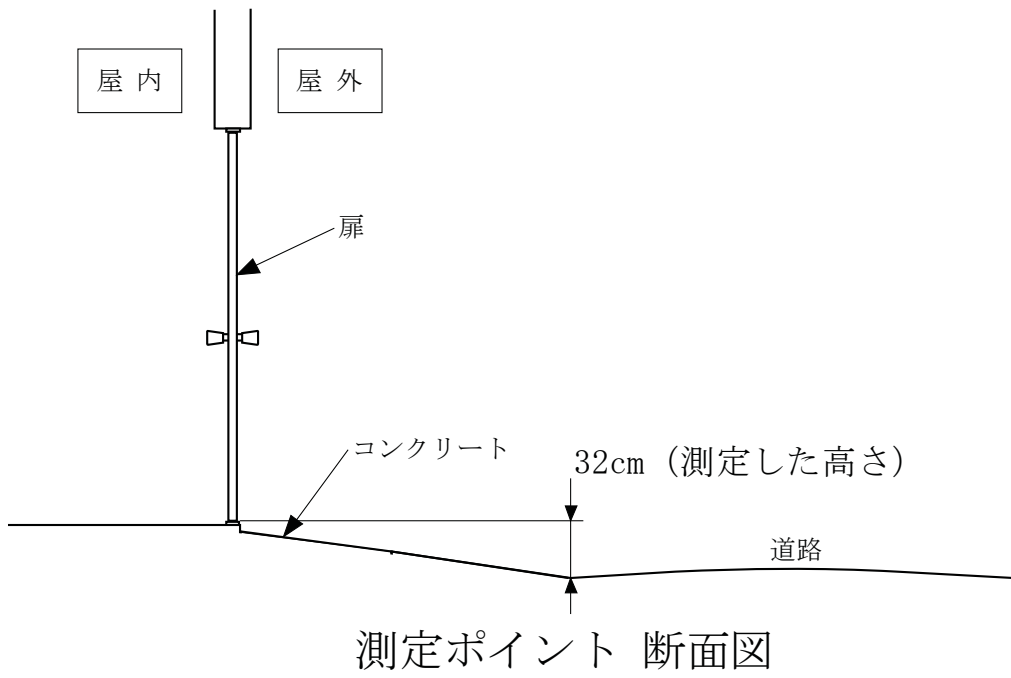 屋 内
屋 外
扉
コンクリート
32cm (測定した高さ)
道路
測定ポイント 断面図